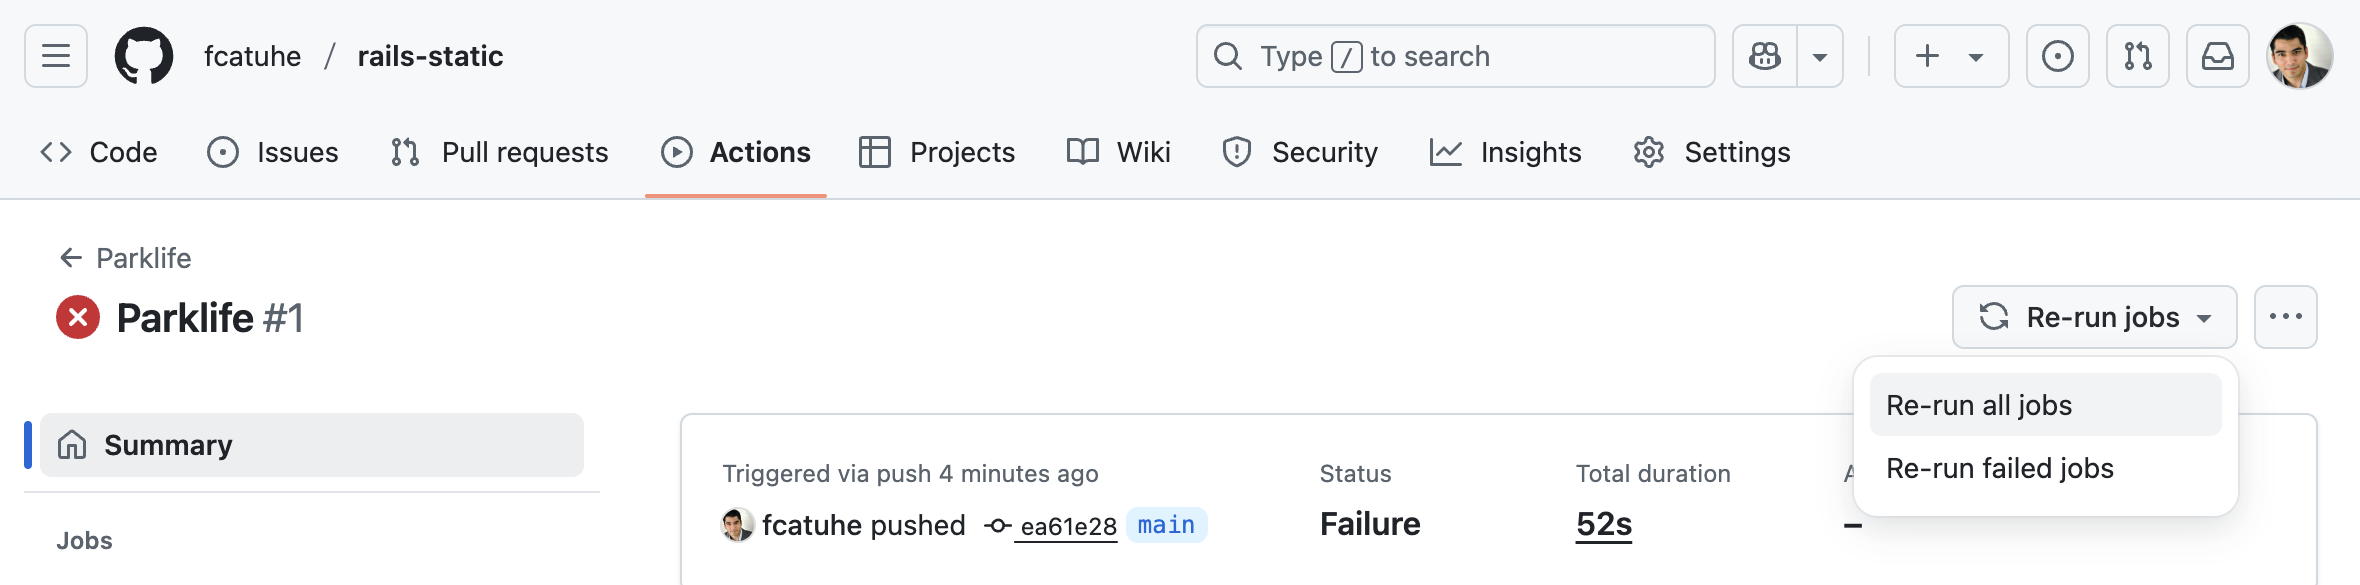 fcatuhe / rails-static
Type / to search
Code Issues Pull requests Actions Projects Wiki Security Insights Settings
← Parklife
Parklife #1
Re-run jobs
Re-run all jobs
Re-run failed jobs
Summary
Jobs
Triggered via push 4 minutes ago
fcatuhe pushed ea61e28 main
Status
Failure
Total duration
52s
A
–